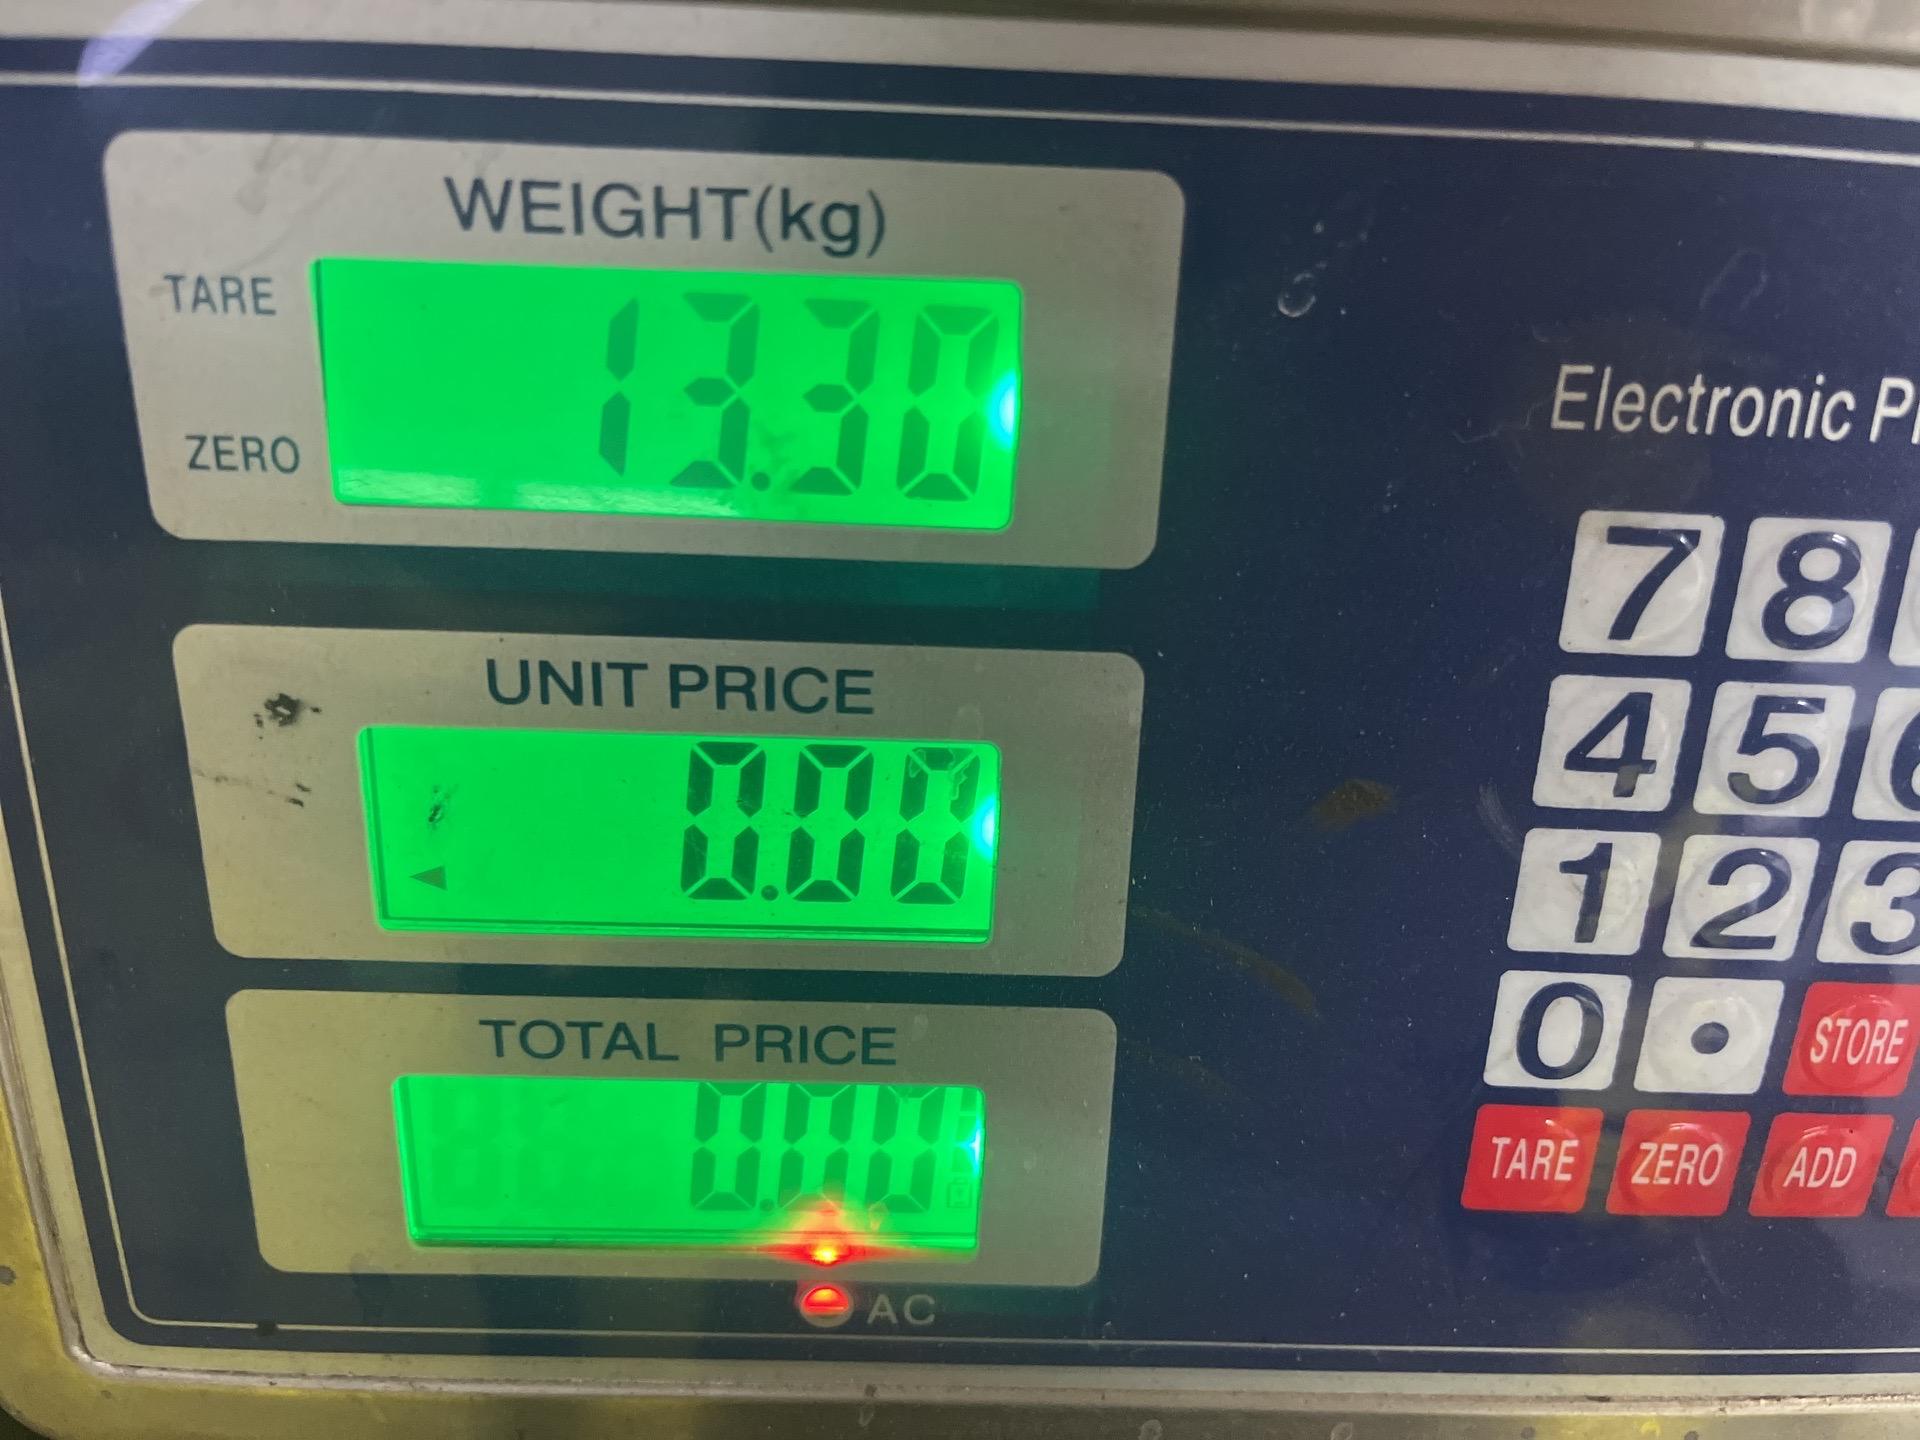 WEIGHT(kg)
TARE
13.30
ZERO
UNIT PRICE
0.00
TOTAL PRICE
0.00
AC
Electronic
7 8
4 5
1 2 3
0 . STORE
TARE ZERO ADD